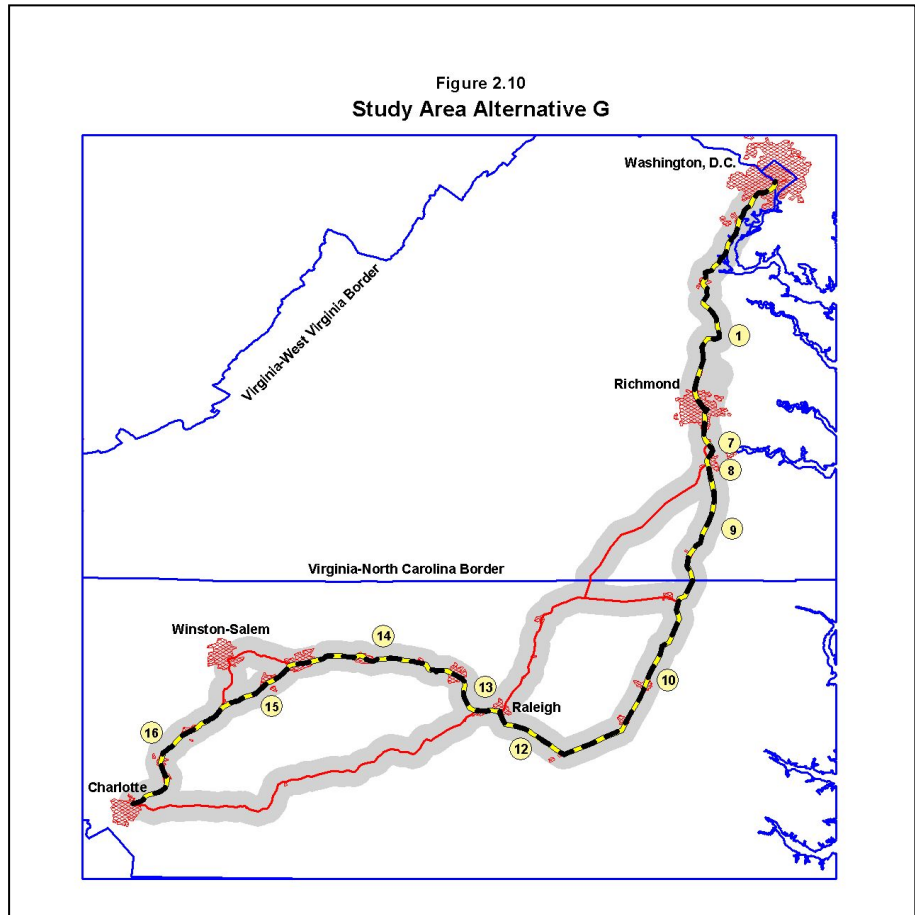 Figure 2.10
Study Area Alternative G
Washington, D.C.
Virginia-West Virginia Border
1
Richmond
7
8
9
Virginia-North Carolina Border
Winston-Salem
14
10
13
15
Raleigh
12
16
Charlotte